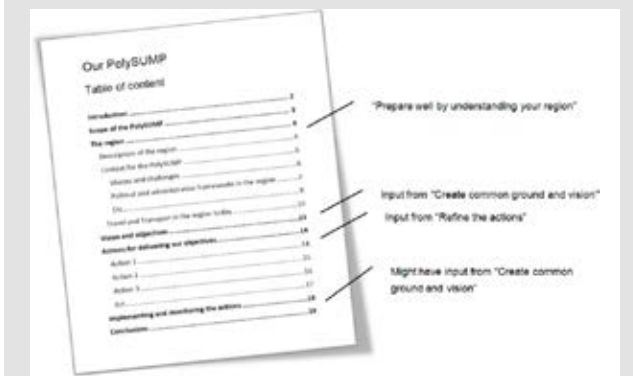 Our PolySUMP
Table of content
Introduction
Scope of the PolySUMP
The region
Description of the region
Context for the PolySUMP
and challenges
Political and administrative frameworks in the region
Etc
Travel and Transport in the region today
Vision and objectives
Actions for delivering our objectives
Action 1
Action 2
Action 3
Implementing and monitoring the actions
Conclusions
"Prepare well by understanding your region"
Input from "Create common ground and vision"
Input from "Refine the actions"
Might have input from "Create common
ground and vision"